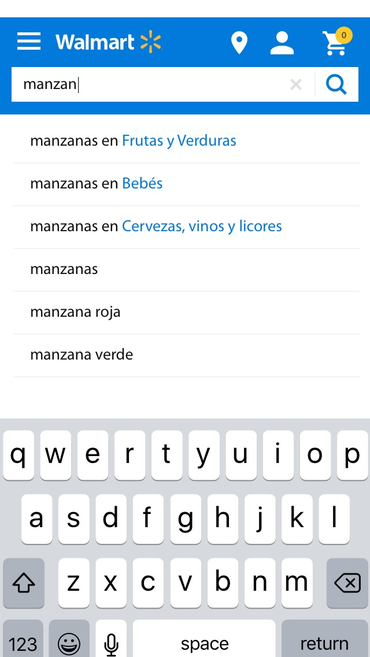 Walmart
0
manzan
manzanas en Frutas y Verduras
manzanas en Bebés
manzanas en Cervezas, vinos y licores
manzanas
manzana roja
manzana verde
q w e r t y u i o p
a s d f g h j k l
z x c v b n m
123 space return